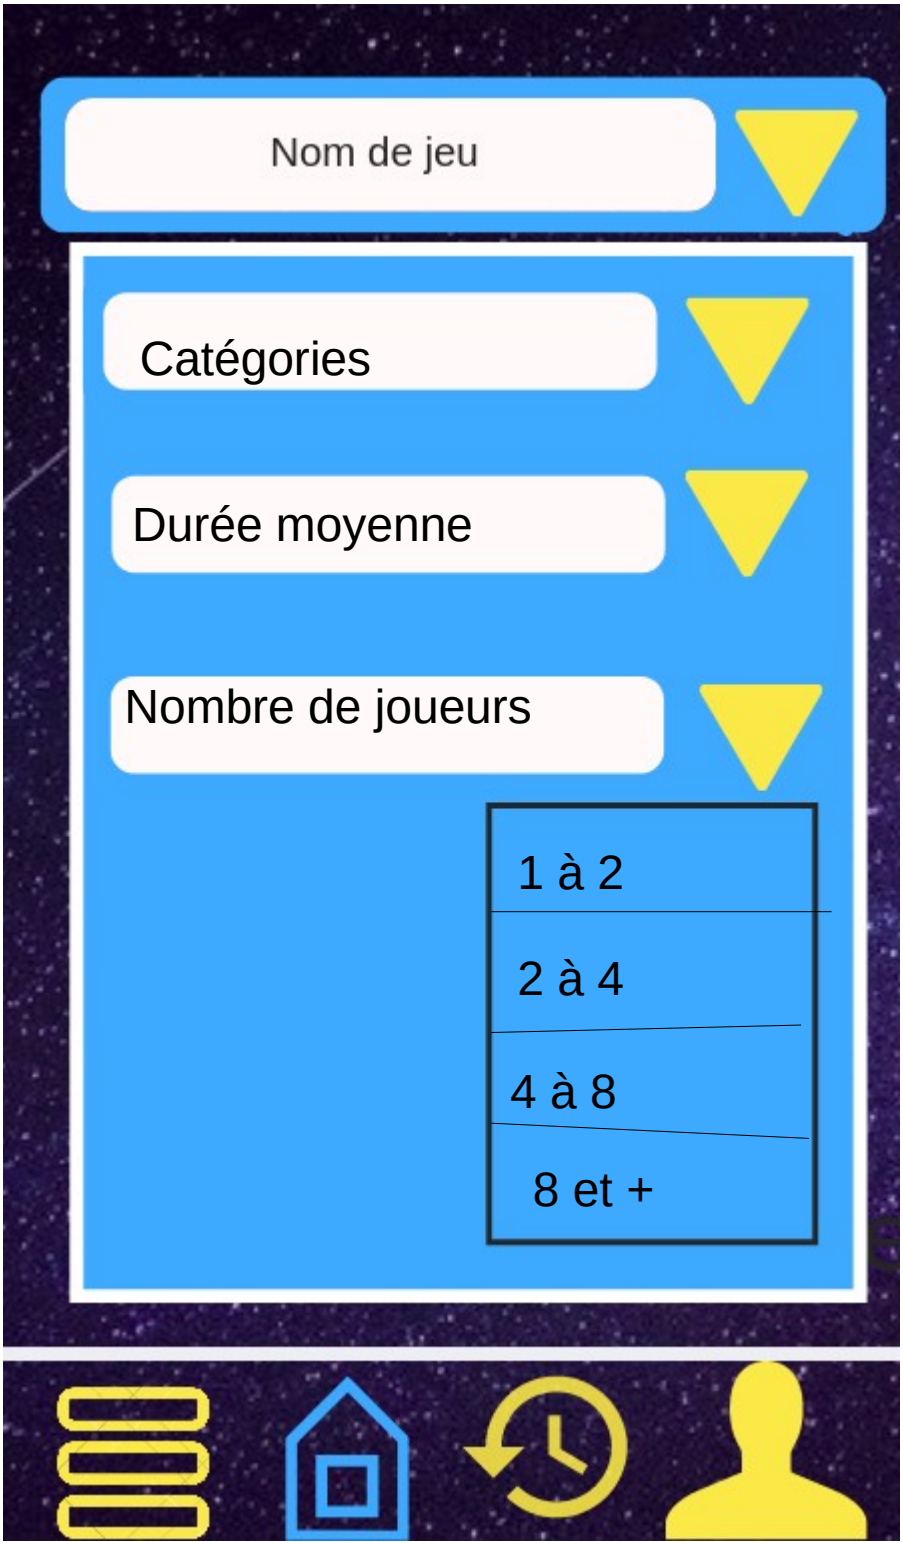 Nom de jeu
Catégories
Durée moyenne
Nombre de joueurs
1 à 2
2 à 4
4 à 8
8 et +